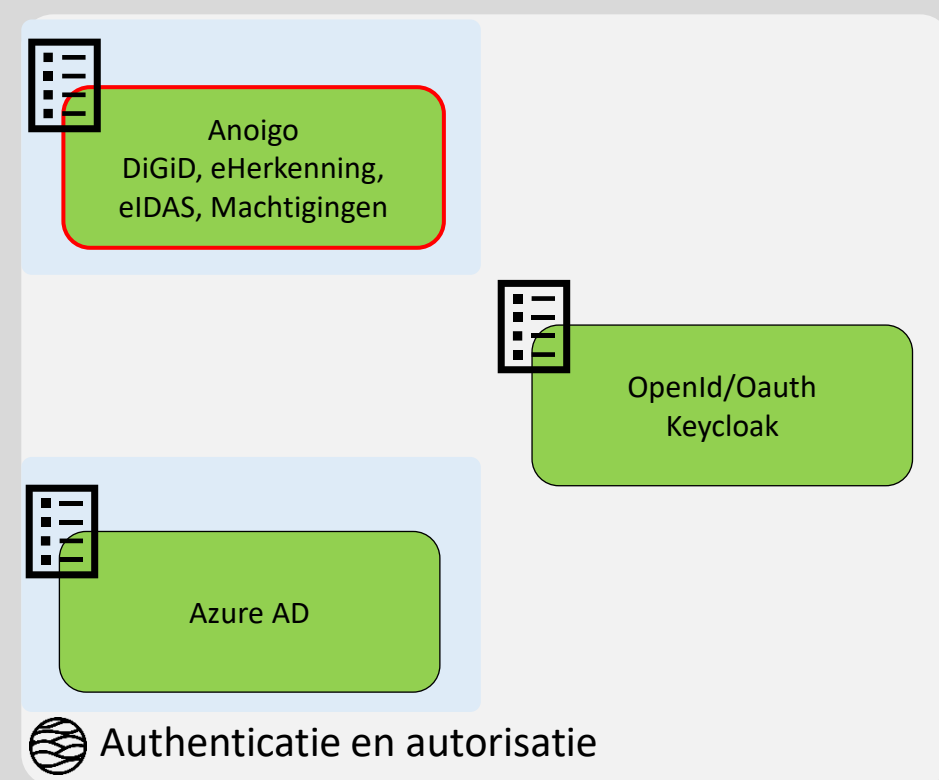 Anoigo
DiGiD, eHerkenning,
eIDAS, Machtigingen
OpenId/Oauth
Keycloak
Azure AD
Authenticatie en autorisatie